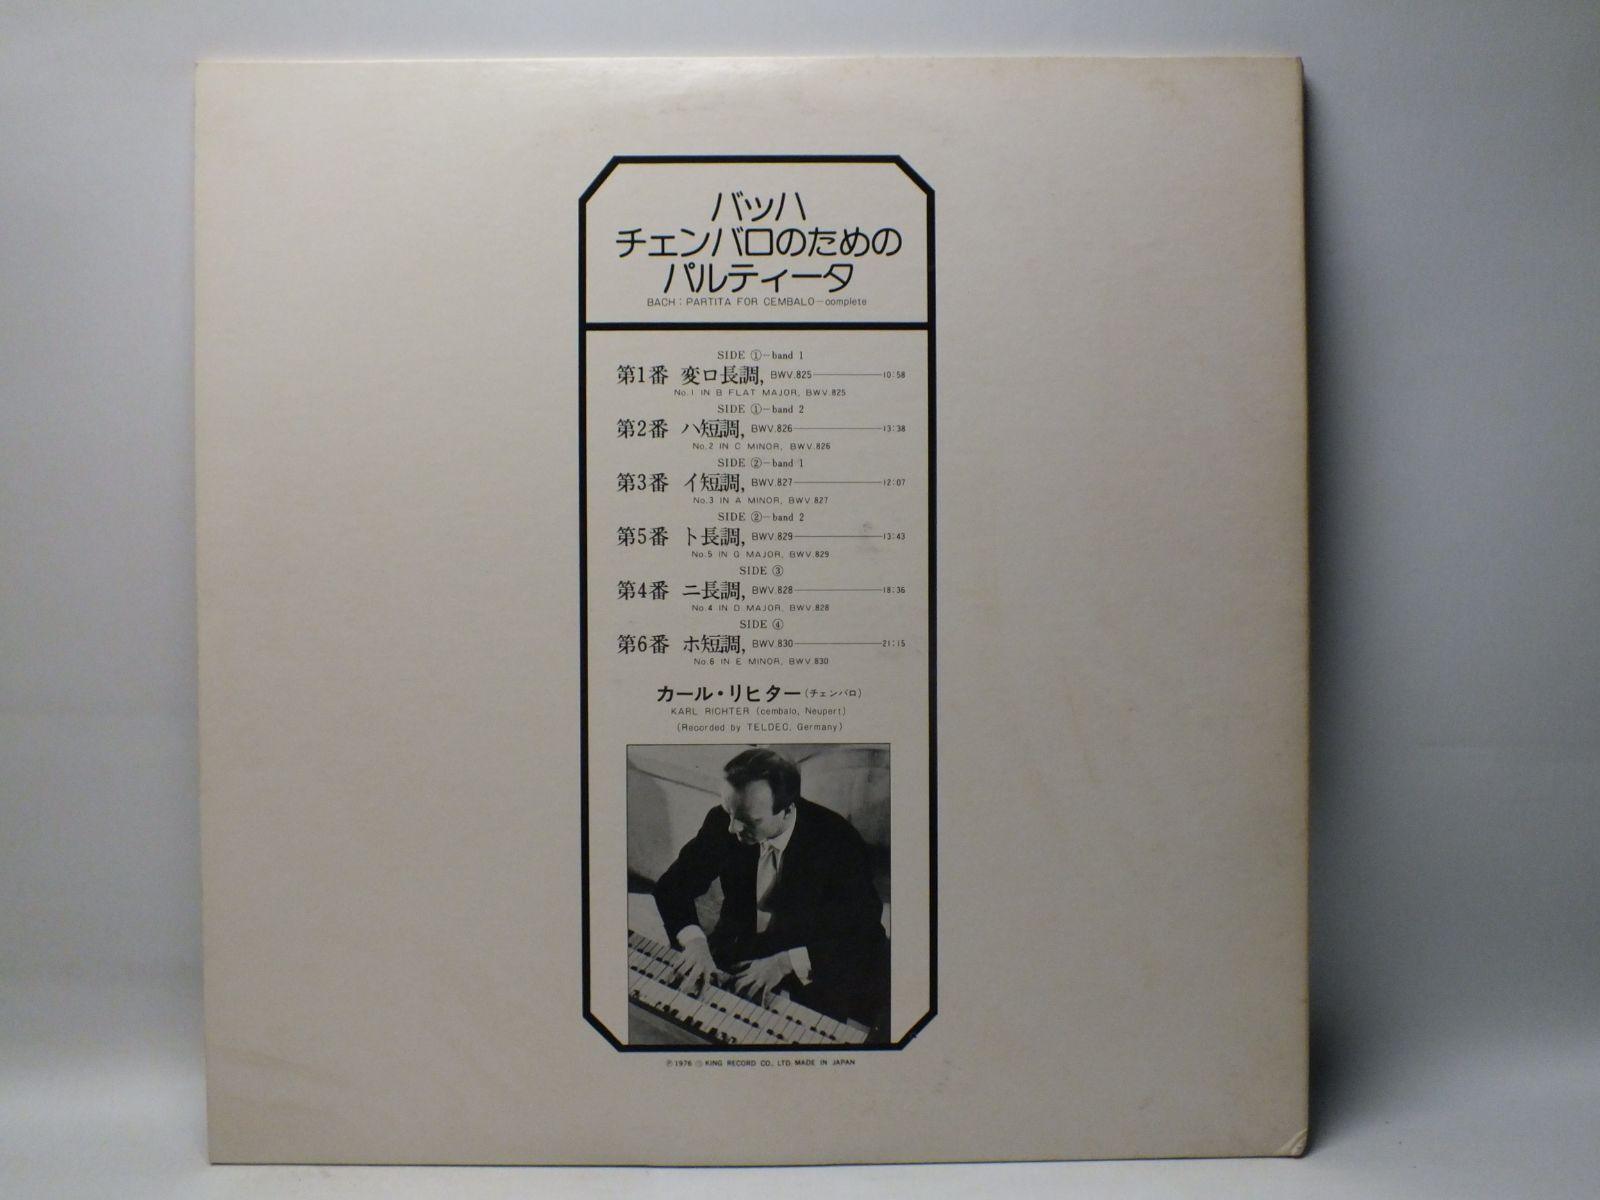 バッハ
チェンバロのための
パルティータ
BACH : PARTITA FOR CEMBALO—complete
SIDE ①—band 1
第1番 変ロ長調, BWV.825 10:58
No.1 IN B FLAT MAJOR, BWV.825
SIDE ①—band 2
第2番 ハ短調, BWV.826 13:38
No.2 IN C MINOR, BWV.826
SIDE ②—band 1
第3番 イ短調, BWV.827 12:07
No.3 IN A MINOR, BWV.827
SIDE ②—band 2
第5番 ト長調, BWV.829 13:43
No.5 IN G MAJOR, BWV.829
SIDE ③
第4番 ニ長調, BWV.828 18:36
No.4 IN D MAJOR, BWV.828
SIDE ④
第6番 ホ短調, BWV.830 21:15
No.6 IN E MINOR, BWV.830
カール・リヒター(チェンバロ)
KARL RICHTER (cembalo, Neupert)
(Recorded by TELDEC, Germany)
Ⓟ1976 Ⓒ KING RECORD CO., LTD. MADE IN JAPAN